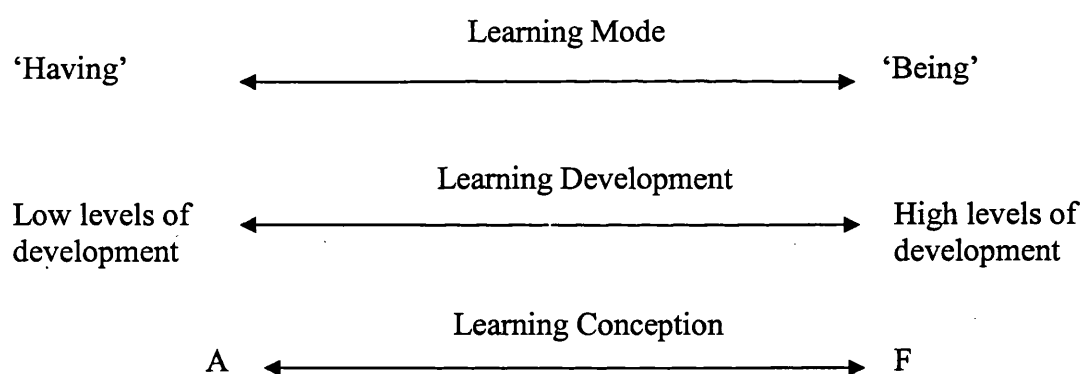 Learning Mode
‘Having’ ‘Being’
Learning Development
Low levels of High levels of
development development
Learning Conception
A F